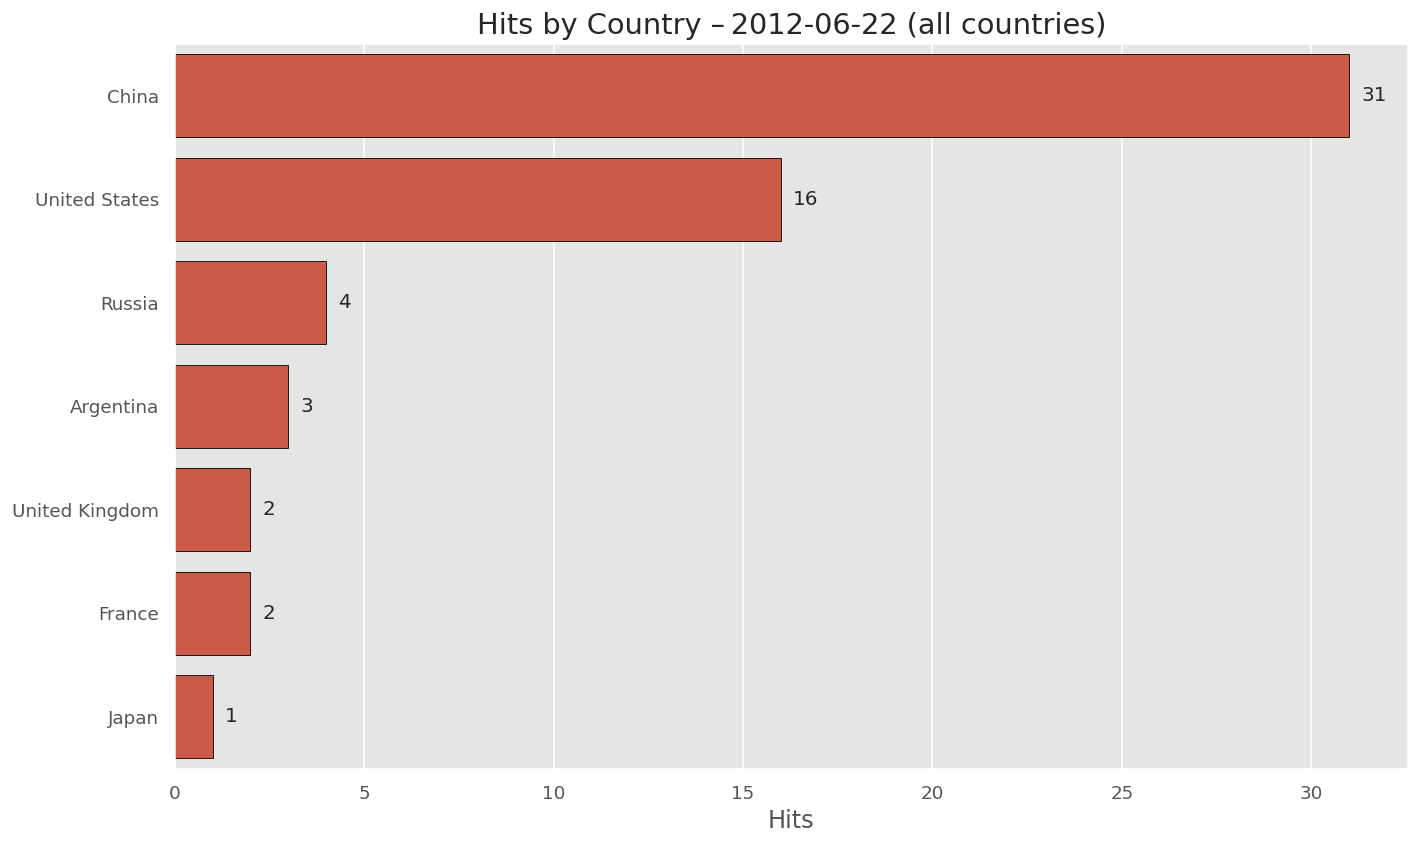 Hits by Country – 2012-06-22 (all countries)
China
31
United States
16
Russia
4
Argentina
3
United Kingdom
2
France
2
Japan
1
0 5 10 15 20 25 30
Hits